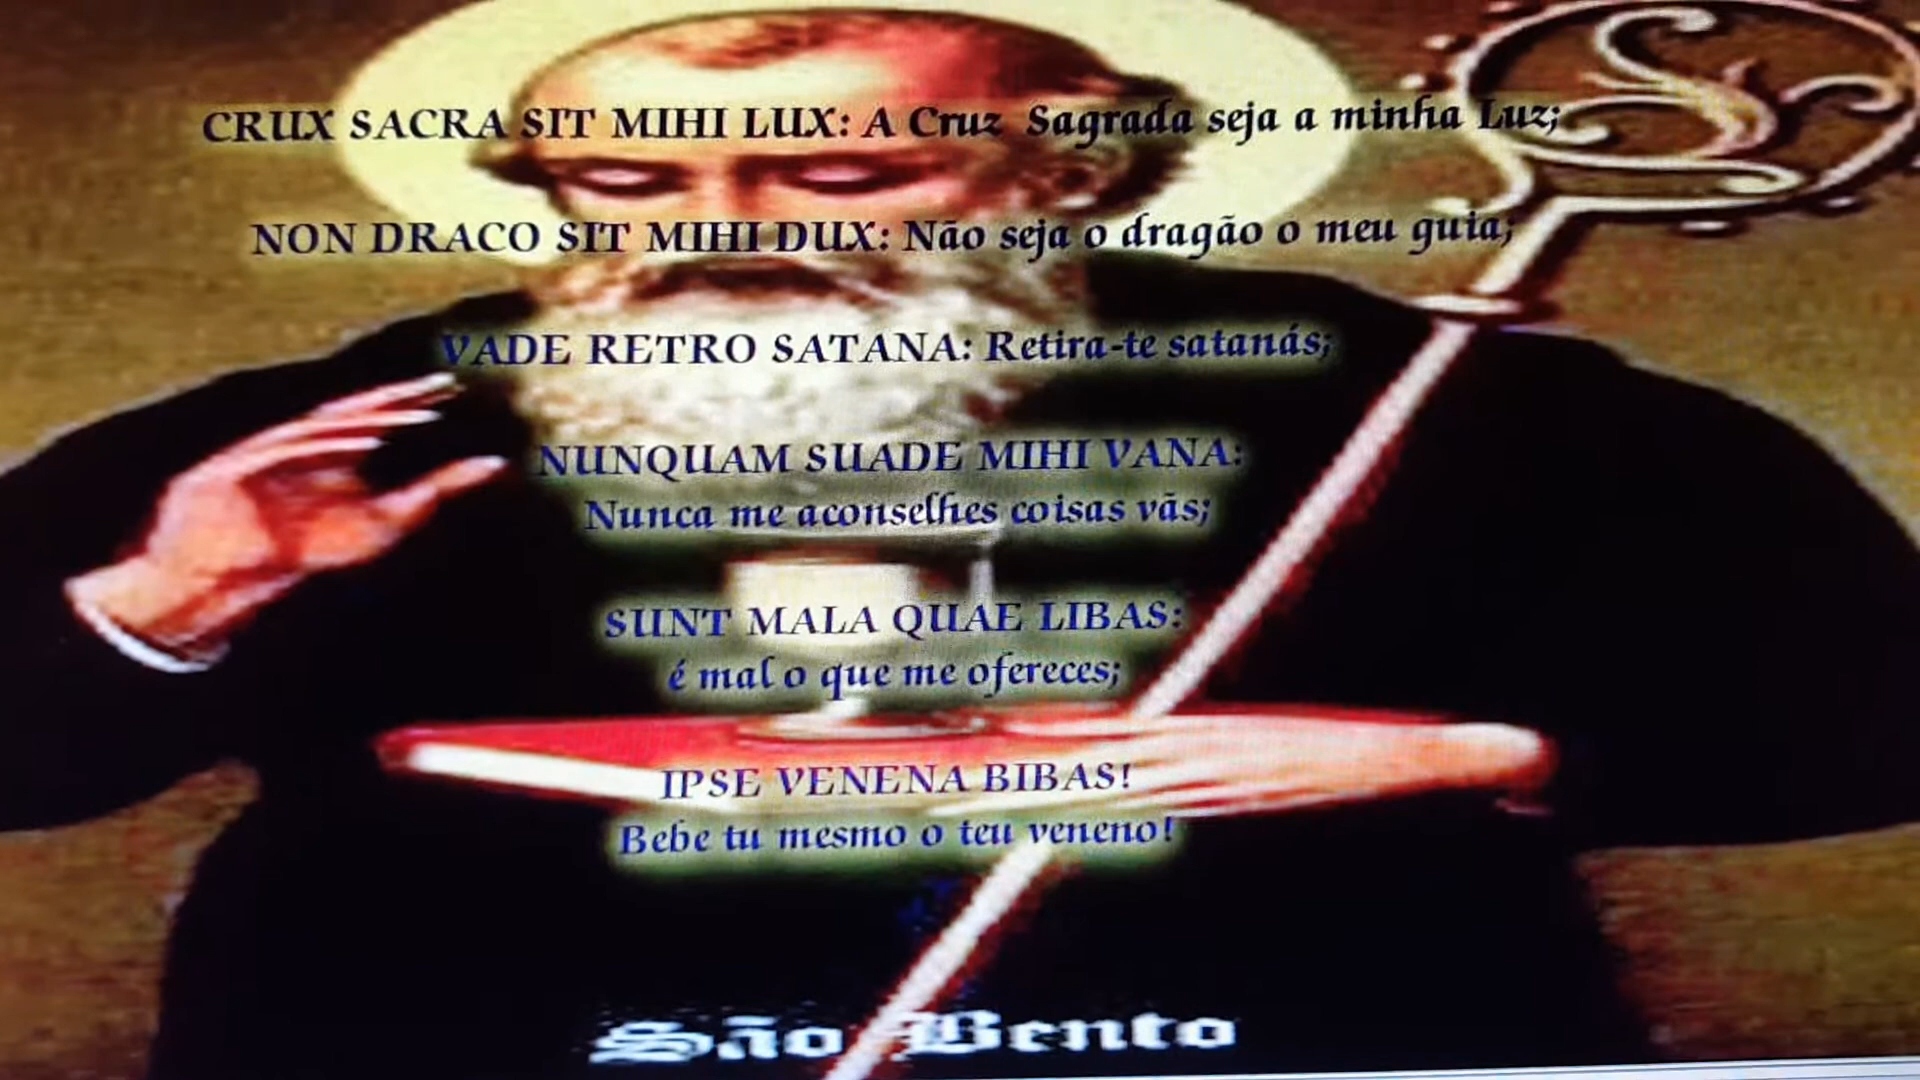 CRUX SACRA SIT MIHI LUX: A Cruz Sagrada seja a minha Luz;
NON DRACO SIT MIHI DUX: Não seja o dragão o meu guia;
VADE RETRO SATANA: Retira-te satanás;
NUNQUAM SUADE MIHI VANA:
Nunca me aconselhes coisas vãs;
SUNT MALA QUAE LIBAS:
é mal o que me ofereces;
IPSE VENENA BIBAS!
Bebe tu mesmo o teu veneno!
São Bento